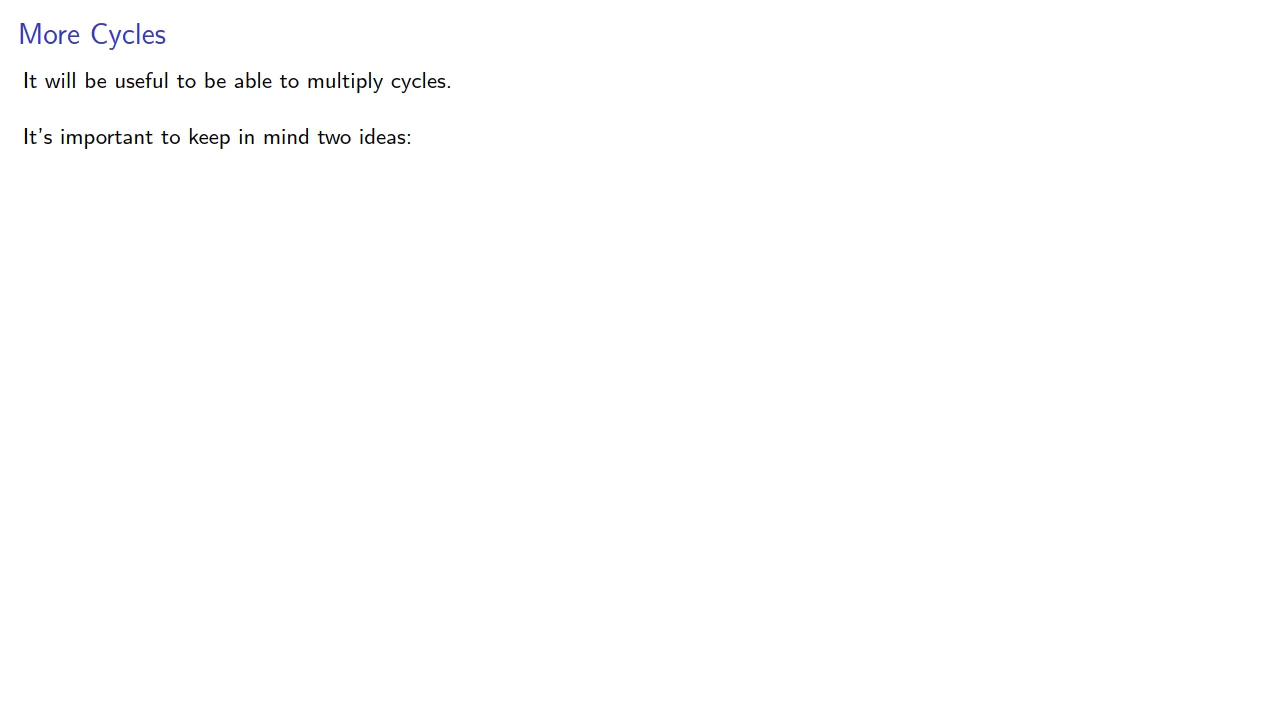 More Cycles
It will be useful to be able to multiply cycles.
It's important to keep in mind two ideas: